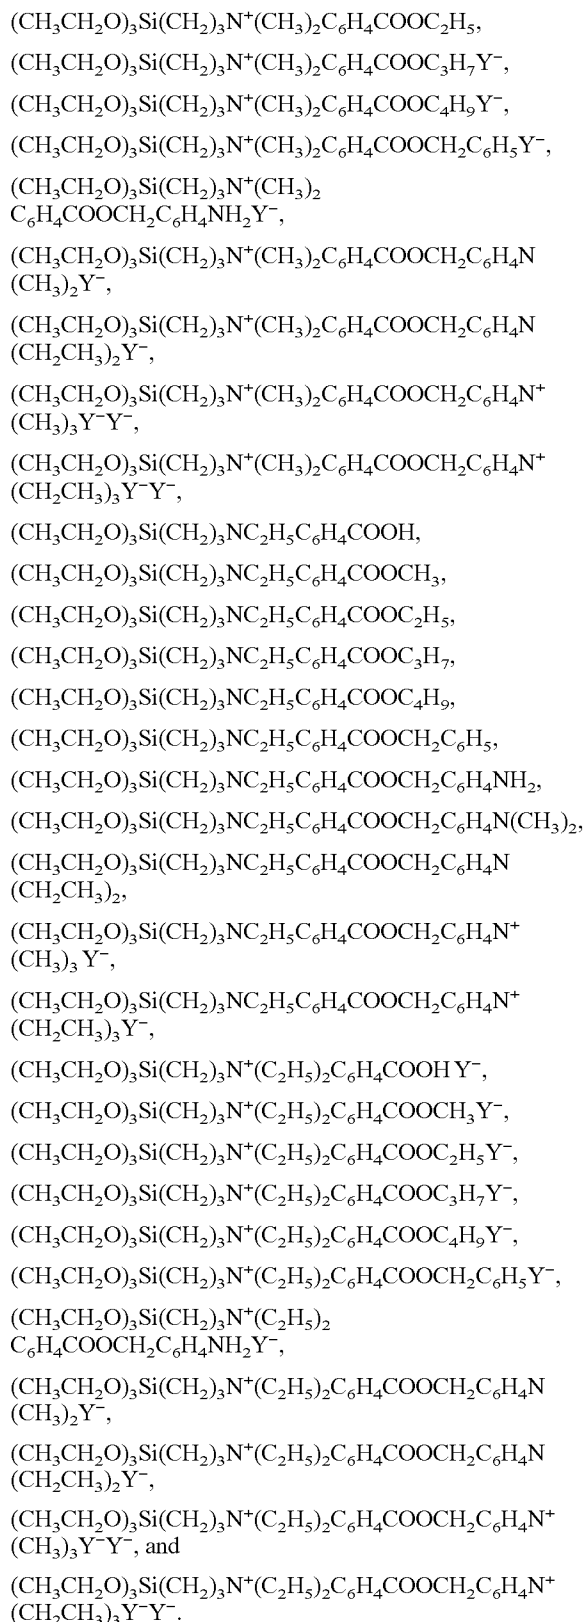 (CH₃CH₂O)₃Si(CH₂)₃N⁺(CH₃)₂C₆H₄COOC₂H₅,
(CH₃CH₂O)₃Si(CH₂)₃N⁺(CH₃)₂C₆H₄COOC₃H₇Y⁻,
(CH₃CH₂O)₃Si(CH₂)₃N⁺(CH₃)₂C₆H₄COOC₄H₉Y⁻,
(CH₃CH₂O)₃Si(CH₂)₃N⁺(CH₃)₂C₆H₄COOCH₂C₆H₅Y⁻,
(CH₃CH₂O)₃Si(CH₂)₃N⁺(CH₃)₂
C₆H₄COOCH₂C₆H₄NH₂Y⁻,
(CH₃CH₂O)₃Si(CH₂)₃N⁺(CH₃)₂C₆H₄COOCH₂C₆H₄N
(CH₃)₂Y⁻,
(CH₃CH₂O)₃Si(CH₂)₃N⁺(CH₃)₂C₆H₄COOCH₂C₆H₄N
(CH₂CH₃)₂Y⁻,
(CH₃CH₂O)₃Si(CH₂)₃N⁺(CH₃)₂C₆H₄COOCH₂C₆H₄N⁺
(CH₃)₃Y⁻Y⁻,
(CH₃CH₂O)₃Si(CH₂)₃N⁺(CH₃)₂C₆H₄COOCH₂C₆H₄N⁺
(CH₂CH₃)₃Y⁻Y⁻,
(CH₃CH₂O)₃Si(CH₂)₃NC₂H₅C₆H₄COOH,
(CH₃CH₂O)₃Si(CH₂)₃NC₂H₅C₆H₄COOCH₃,
(CH₃CH₂O)₃Si(CH₂)₃NC₂H₅C₆H₄COOC₂H₅,
(CH₃CH₂O)₃Si(CH₂)₃NC₂H₅C₆H₄COOC₃H₇,
(CH₃CH₂O)₃Si(CH₂)₃NC₂H₅C₆H₄COOC₄H₉,
(CH₃CH₂O)₃Si(CH₂)₃NC₂H₅C₆H₄COOCH₂C₆H₅,
(CH₃CH₂O)₃Si(CH₂)₃NC₂H₅C₆H₄COOCH₂C₆H₄NH₂,
(CH₃CH₂O)₃Si(CH₂)₃NC₂H₅C₆H₄COOCH₂C₆H₄N(CH₃)₂,
(CH₃CH₂O)₃Si(CH₂)₃NC₂H₅C₆H₄COOCH₂C₆H₄N
(CH₂CH₃)₂,
(CH₃CH₂O)₃Si(CH₂)₃NC₂H₅C₆H₄COOCH₂C₆H₄N⁺
(CH₃)₃ Y⁻,
(CH₃CH₂O)₃Si(CH₂)₃NC₂H₅C₆H₄COOCH₂C₆H₄N⁺
(CH₂CH₃)₃Y⁻,
(CH₃CH₂O)₃Si(CH₂)₃N⁺(C₂H₅)₂C₆H₄COOH Y⁻,
(CH₃CH₂O)₃Si(CH₂)₃N⁺(C₂H₅)₂C₆H₄COOCH₃Y⁻,
(CH₃CH₂O)₃Si(CH₂)₃N⁺(C₂H₅)₂C₆H₄COOC₂H₅Y⁻,
(CH₃CH₂O)₃Si(CH₂)₃N⁺(C₂H₅)₂C₆H₄COOC₃H₇Y⁻,
(CH₃CH₂O)₃Si(CH₂)₃N⁺(C₂H₅)₂C₆H₄COOC₄H₉Y⁻,
(CH₃CH₂O)₃Si(CH₂)₃N⁺(C₂H₅)₂C₆H₄COOCH₂C₆H₅Y⁻,
(CH₃CH₂O)₃Si(CH₂)₃N⁺(C₂H₅)₂
C₆H₄COOCH₂C₆H₄NH₂Y⁻,
(CH₃CH₂O)₃Si(CH₂)₃N⁺(C₂H₅)₂C₆H₄COOCH₂C₆H₄N
(CH₃)₂Y⁻,
(CH₃CH₂O)₃Si(CH₂)₃N⁺(C₂H₅)₂C₆H₄COOCH₂C₆H₄N
(CH₂CH₃)₂Y⁻,
(CH₃CH₂O)₃Si(CH₂)₃N⁺(C₂H₅)₂C₆H₄COOCH₂C₆H₄N⁺
(CH₃)₃Y⁻Y⁻, and
(CH₃CH₂O)₃Si(CH₂)₃N⁺(C₂H₅)₂C₆H₄COOCH₂C₆H₄N⁺
(CH₂CH₃)₃Y⁻Y⁻.